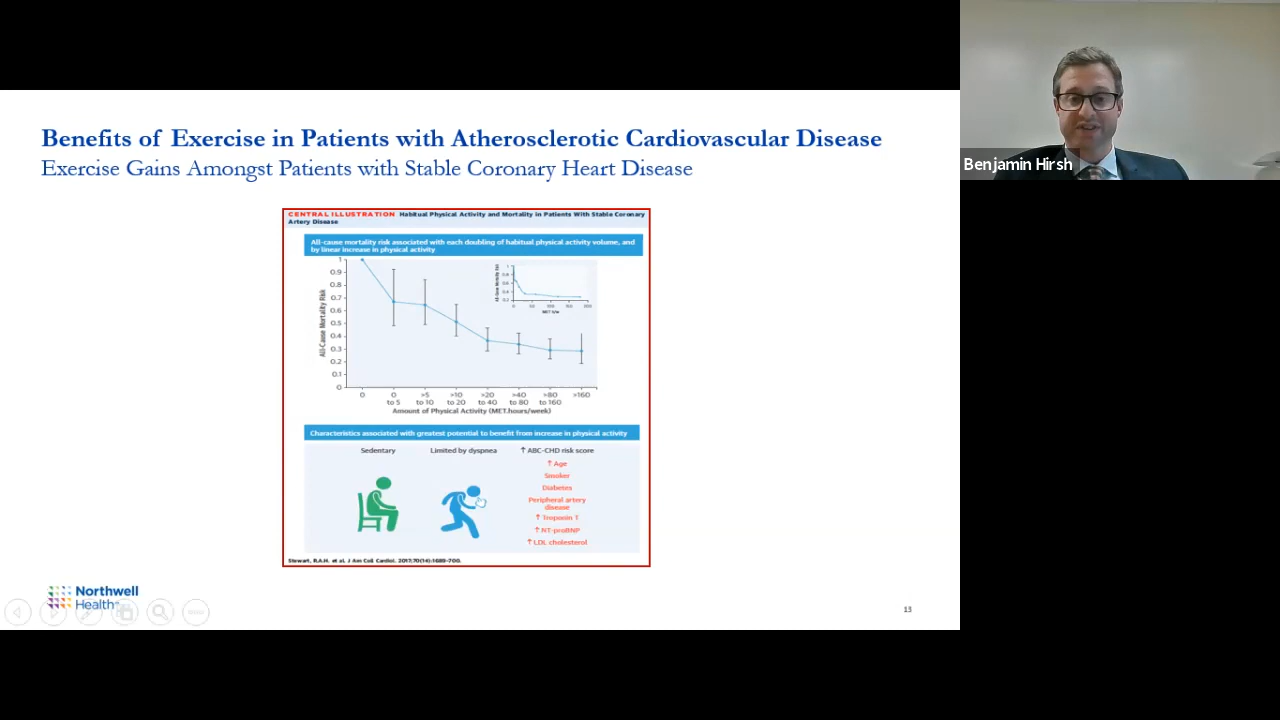 Benefits of Exercise in Patients with Atherosclerotic Cardiovascular Disease
Exercise Gains Amongst Patients with Stable Coronary Heart Disease
Benjamin Hirsh
CENTRAL ILLUSTRATION Habitual Physical Activity and Mortality in Patients With Stable Coronary
Artery Disease
All-cause mortality risk associated with each doubling of habitual physical activity volume, and
by linear increase in physical activity
All-Cause Mortality Risk
1
0.9
0.8
0.7
0.6
0.5
0.4
0.3
0.2
0.1
0
0
0 to 5
>5 to 10
>10 to 20
>20 to 40
>40 to 80
>80 to 160
>160
Amount of Physical Activity (MET.hours/week)
Characteristics associated with greatest potential to benefit from increase in physical activity
Sedentary
Limited by dyspnea
↑ ABC-CHD risk score
↑ Age
Smoker
Diabetes
Peripheral artery
disease
↑ Troponin T
↑ NT-proBNP
↑ LDL cholesterol
Stewart, R.A.H. et al. J Am Coll Cardiol. 2017;70(14):1689-700.
Northwell
Health
13